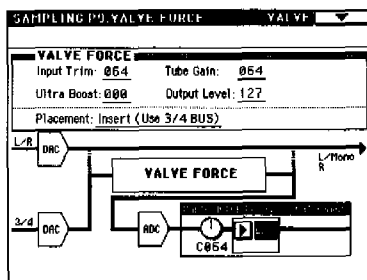 SAMPLING P0.VALVE FORCE VALVE
VALVE FORCE
Input Trim: 064 Tube Gain: 064
Ultra Boost: 000 Output Level: 127
Placement: Insert (Use 3/4 BUS)
L/R DAC
L/Mono
R
VALVE FORCE
3/4 DAC ADC
C064